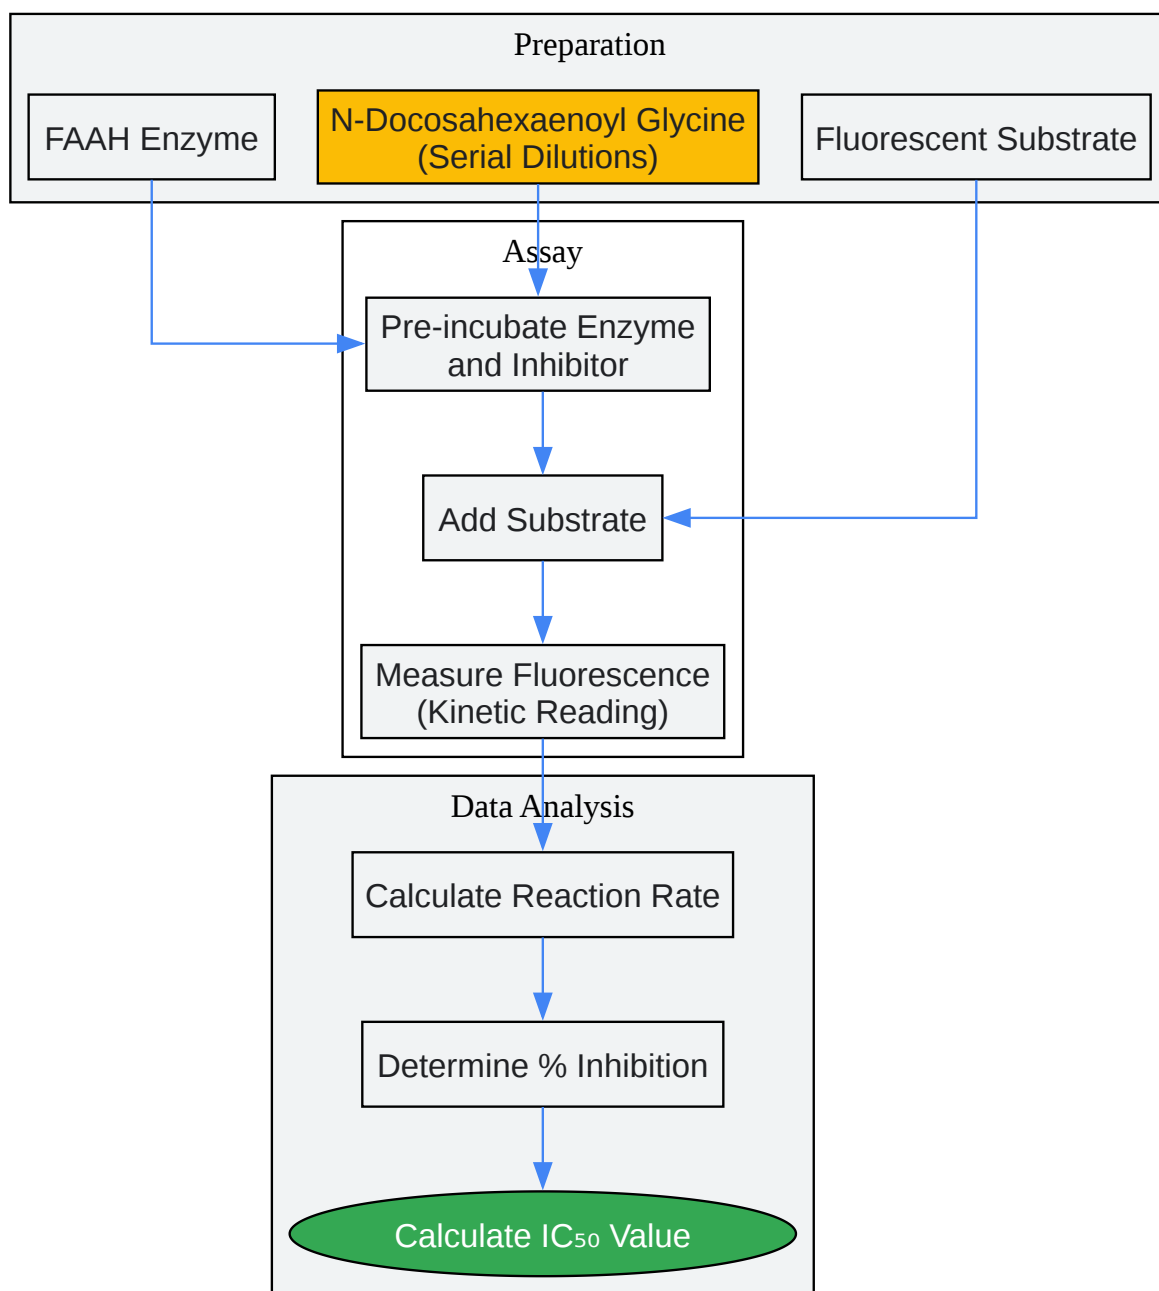 Preparation
FAAH Enzyme
N-Docosahexaenoyl Glycine
(Serial Dilutions)
Fluorescent Substrate
Assay
Pre-incubate Enzyme
and Inhibitor
Add Substrate
Measure Fluorescence
(Kinetic Reading)
Data Analysis
Calculate Reaction Rate
Determine % Inhibition
Calculate IC₅₀ Value